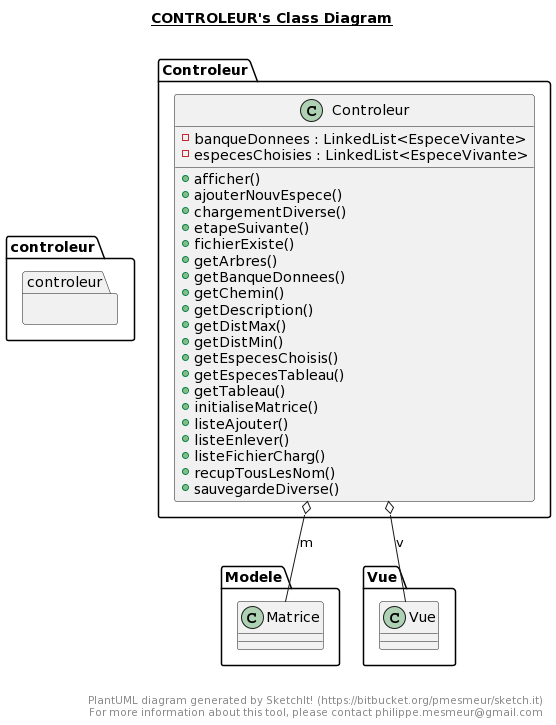 CONTROLEUR's Class Diagram
Controleur
C Controleur
banqueDonnees : LinkedList<EspeceVivante>
especesChoisies : LinkedList<EspeceVivante>
afficher()
ajouterNouvEspece()
chargementDiverse()
etapeSuivante()
fichierExiste()
getArbres()
getBanqueDonnees()
getChemin()
getDescription()
getDistMax()
getDistMin()
getEspecesChoisis()
getEspecesTableau()
getTableau()
initialiseMatrice()
listeAjouter()
listeEnlever()
listeFichierCharg()
recupTousLesNom()
sauvegardeDiverse()
controleur
controleur
m
v
Modele
C Matrice
Vue
C Vue
PlantUML diagram generated by SketchIt! (https://bitbucket.org/pmesmeur/sketch.it)
For more information about this tool, please contact philippe.mesmeur@gmail.com